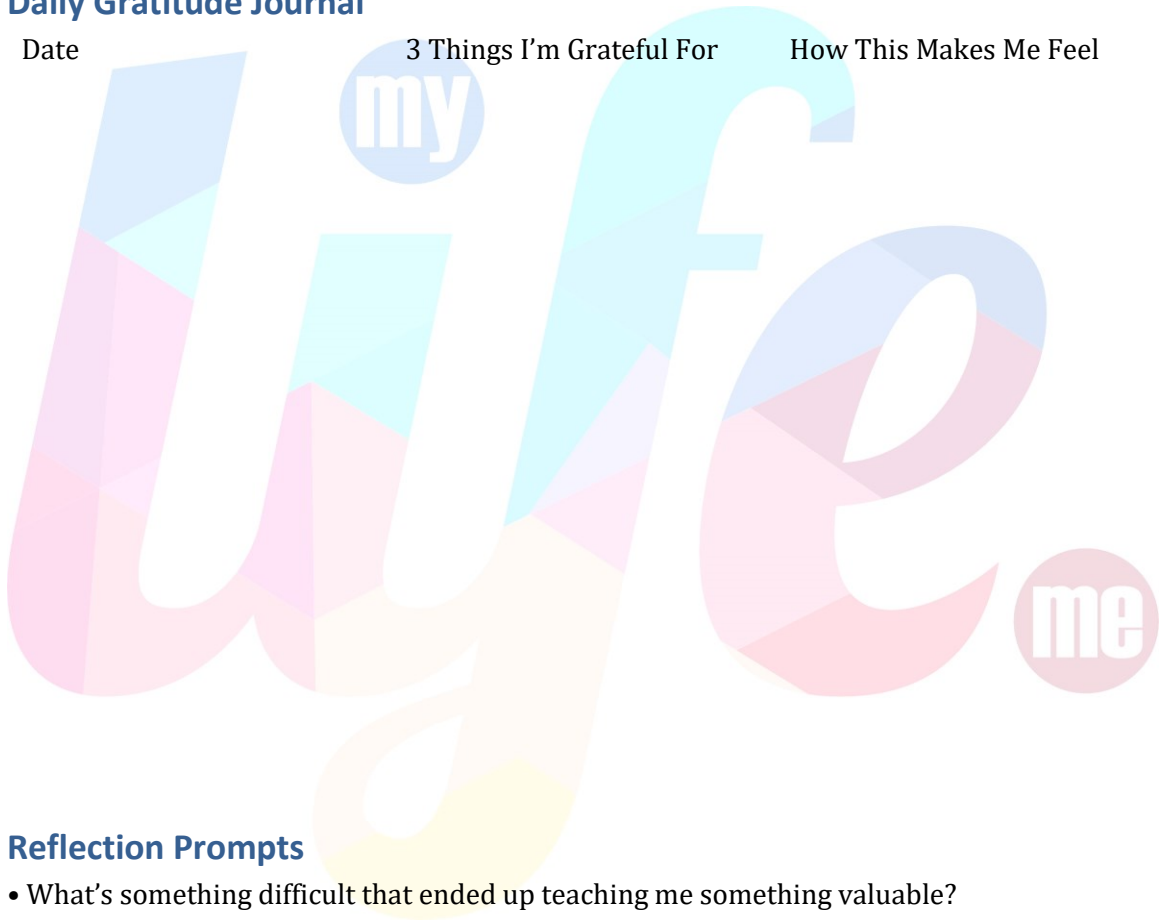 Daily Gratitude Journal
Date 3 Things I'm Grateful For How This Makes Me Feel
my
life.
me
Reflection Prompts
• What's something difficult that ended up teaching me something valuable?